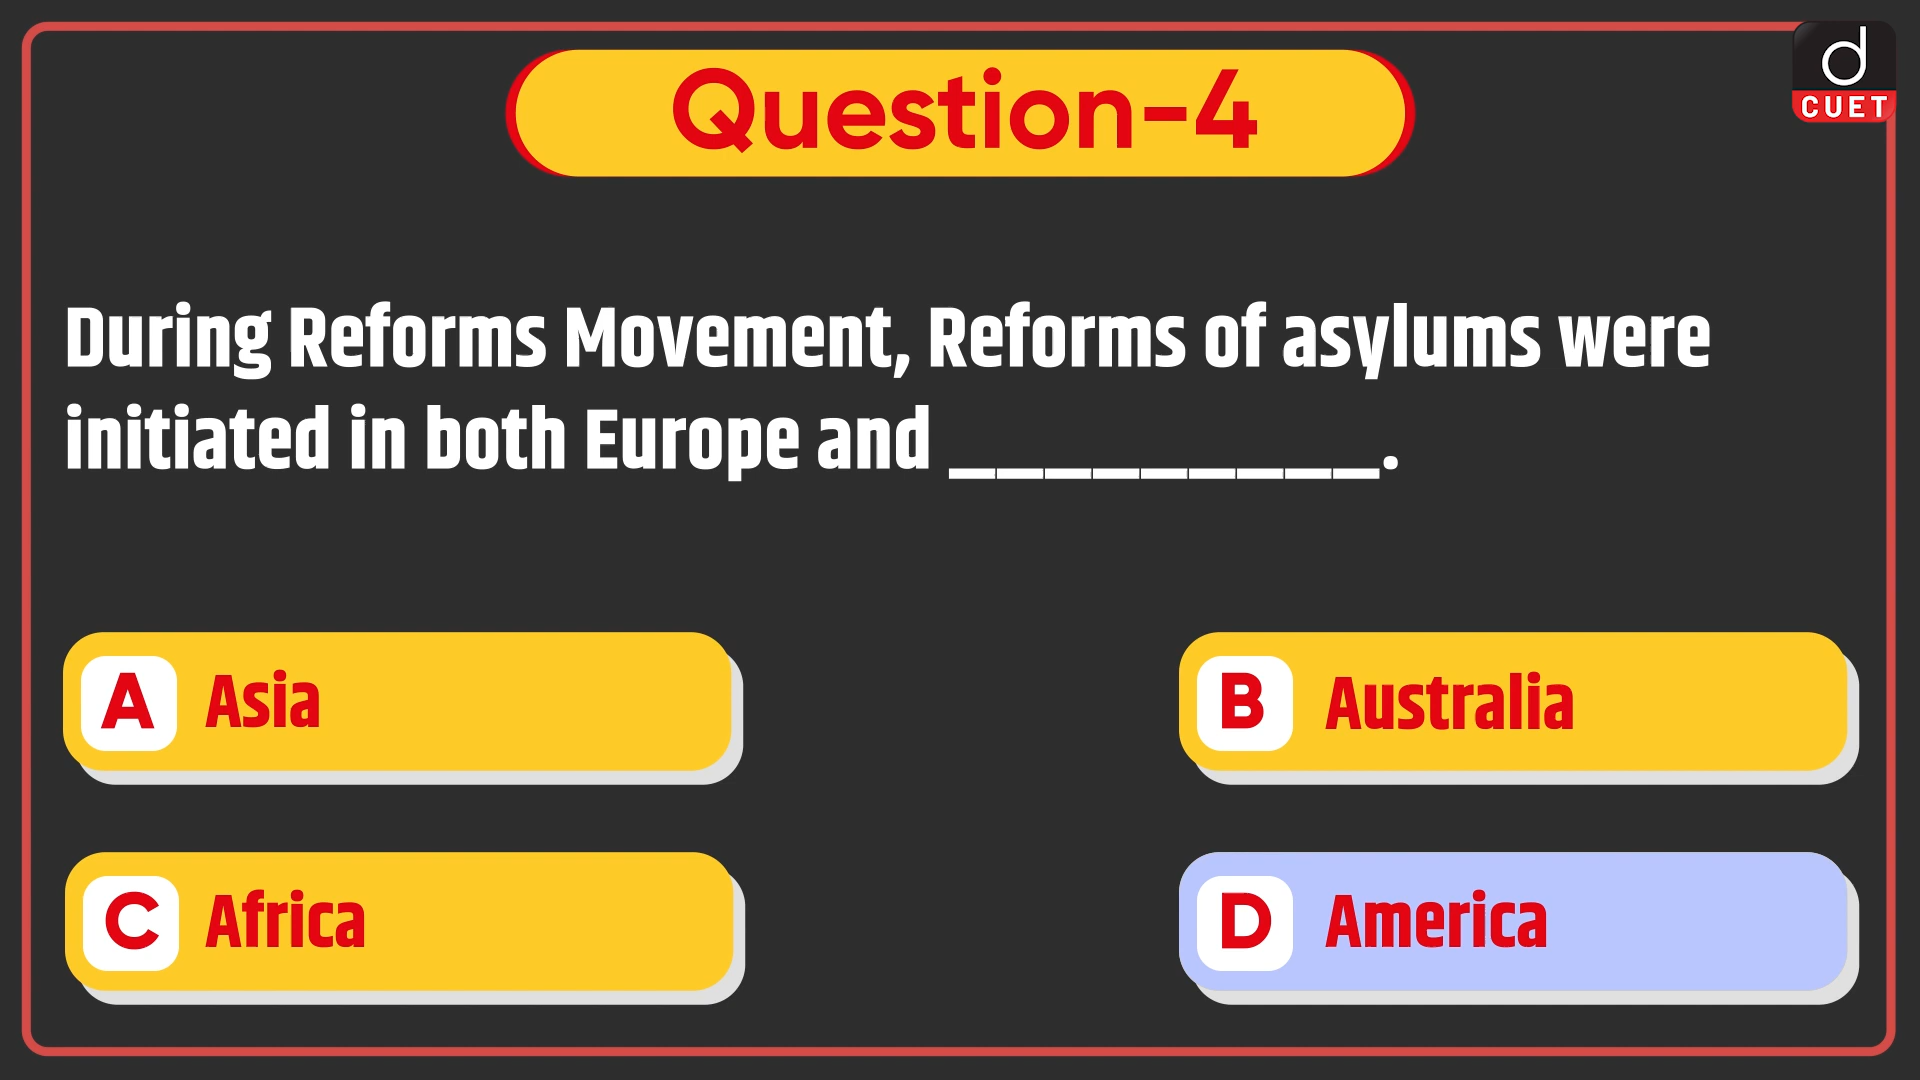 d
CUET
Question-4
During Reforms Movement, Reforms of asylums were
initiated in both Europe and _________.
A Asia
B Australia
C Africa
D America